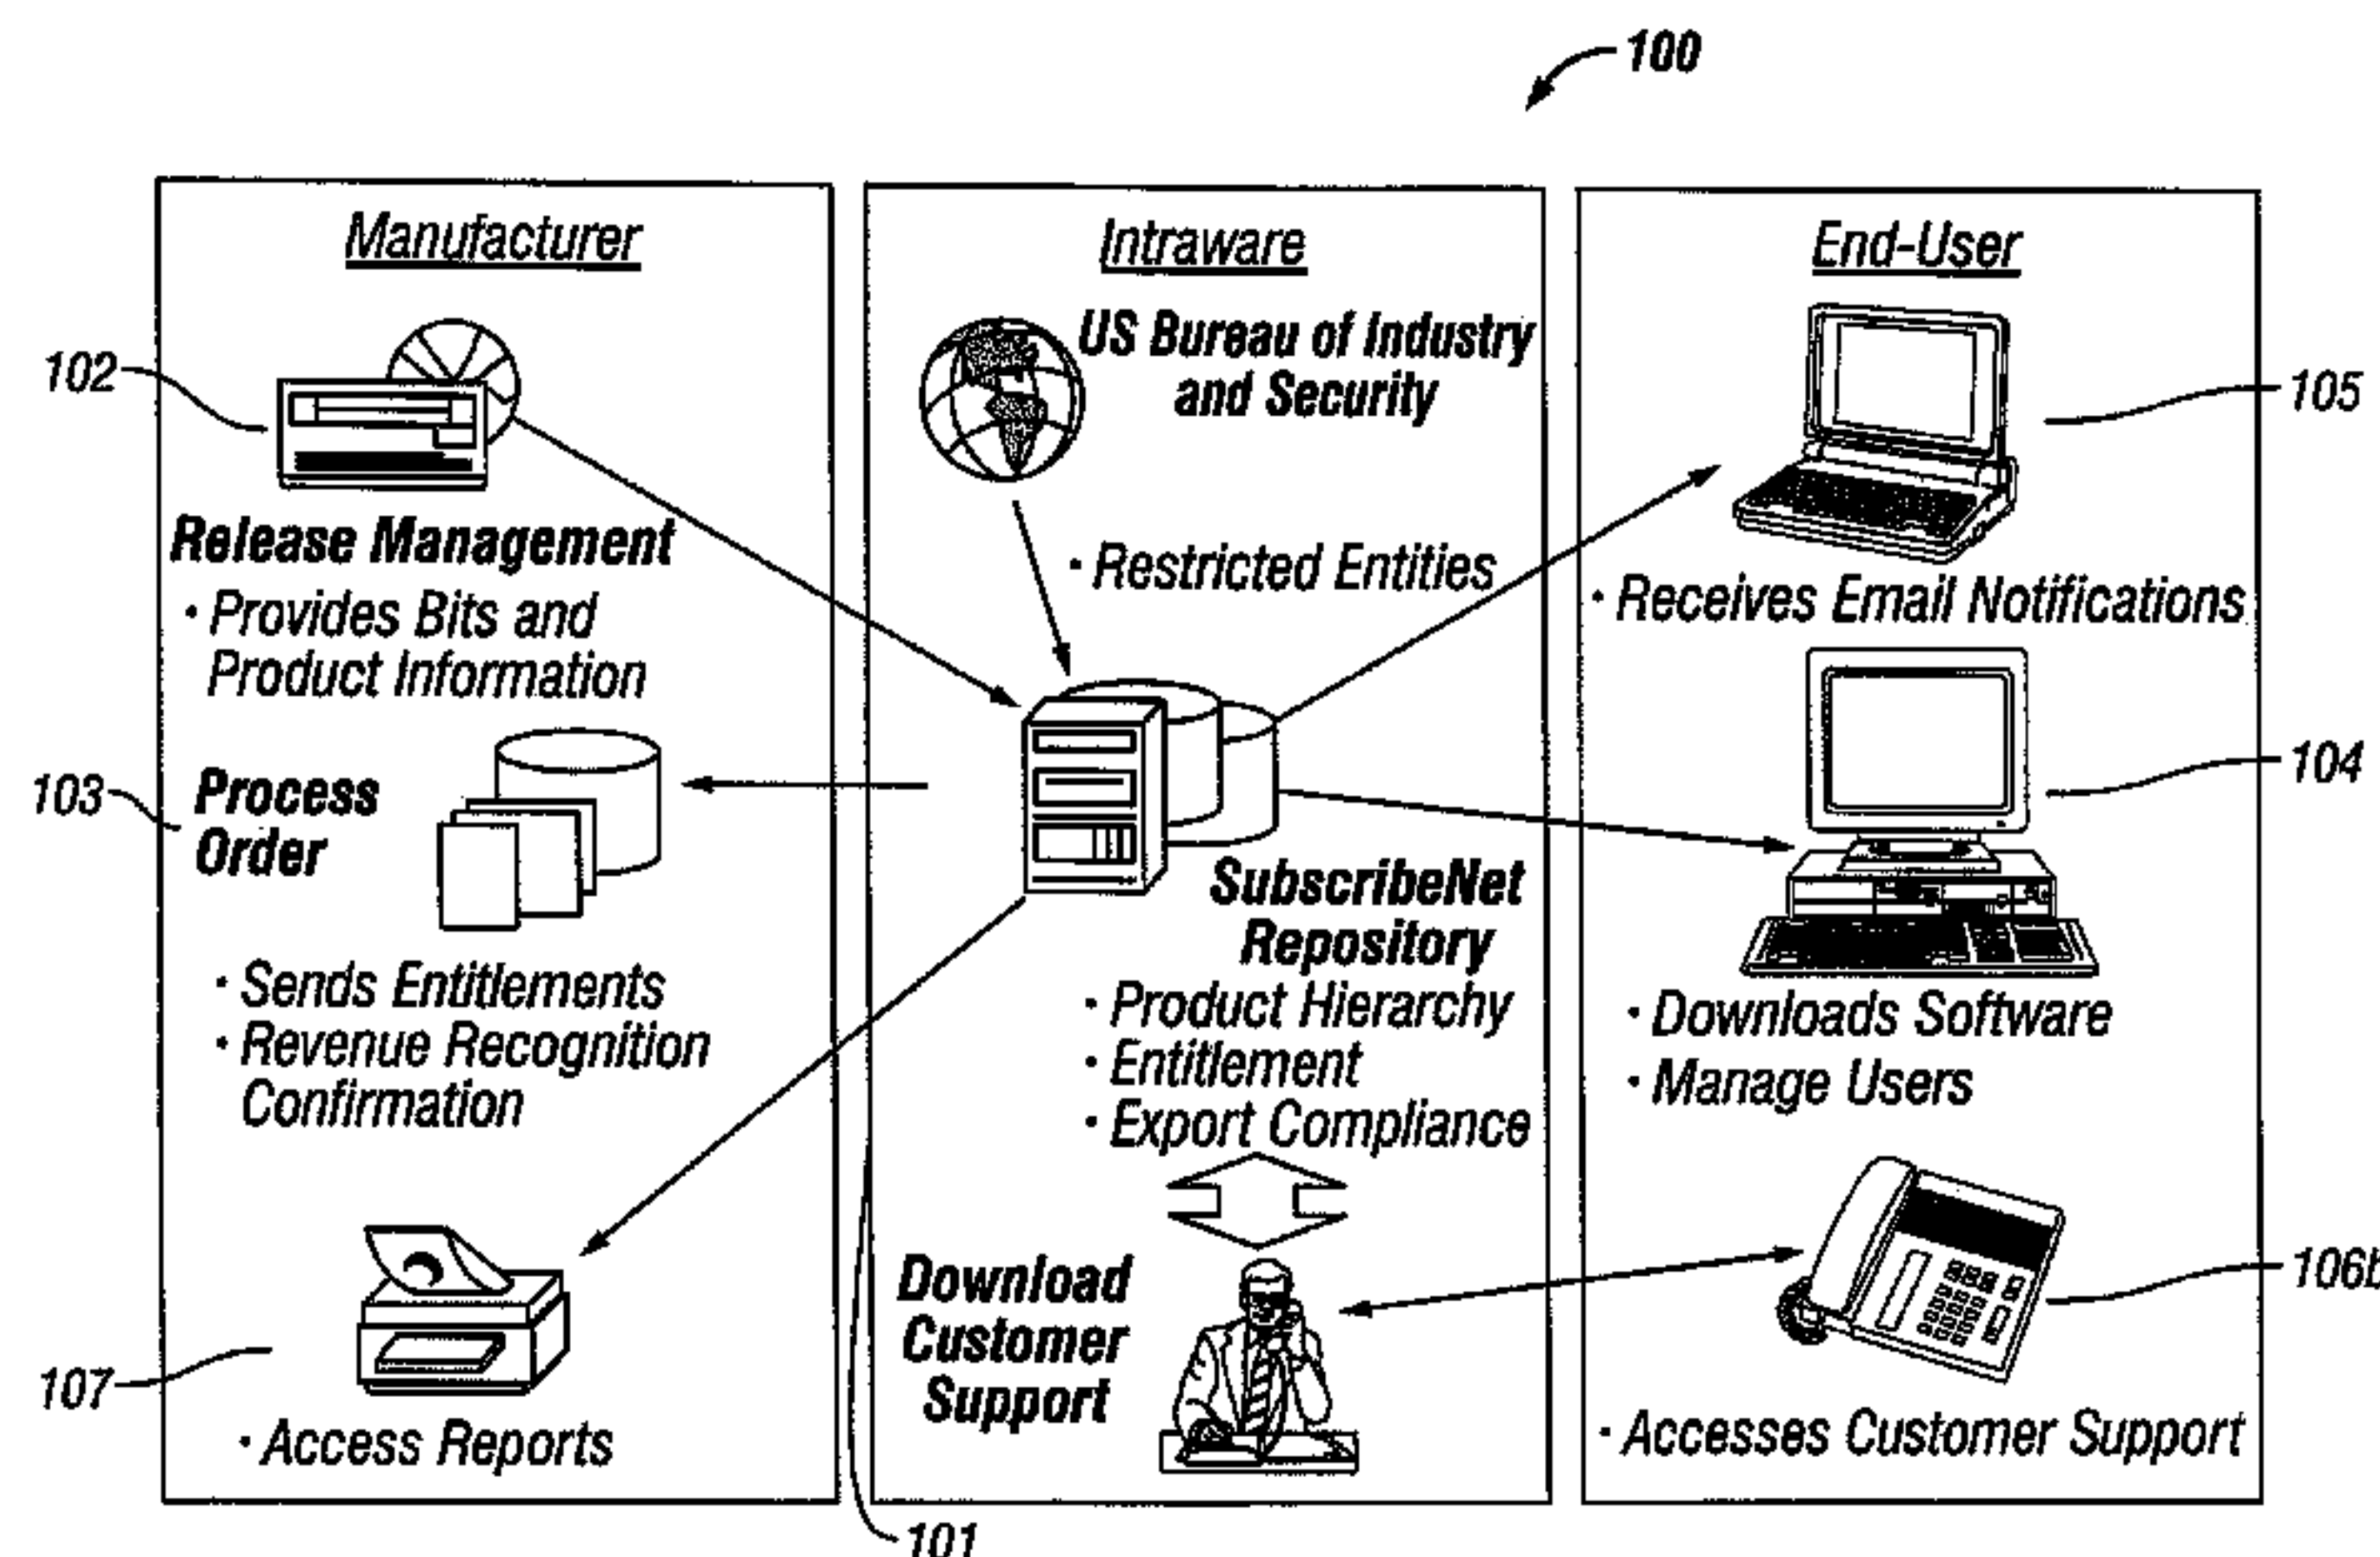 100
Manufacturer
102
Release Management
· Provides Bits and
Product Information
103
Process
Order
· Sends Entitlements
· Revenue Recognition
Confirmation
107
· Access Reports
Intraware
US Bureau of Industry
and Security
· Restricted Entities
SubscribeNet
Repository
· Product Hierarchy
· Entitlement
· Export Compliance
Download
Customer
Support
101
End-User
105
· Receives Email Notifications
104
· Downloads Software
· Manage Users
106b
· Accesses Customer Support